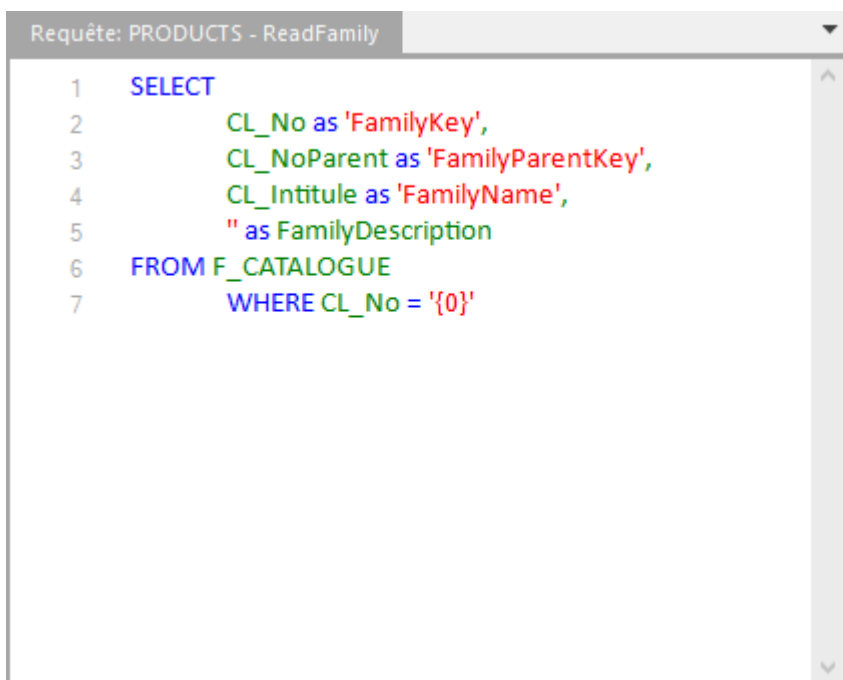 Requête: PRODUCTS - ReadFamily
1 SELECT
2 CL_No as 'FamilyKey',
3 CL_NoParent as 'FamilyParentKey',
4 CL_Intitule as 'FamilyName',
5 '' as FamilyDescription
6 FROM F_CATALOGUE
7 WHERE CL_No = '{0}'